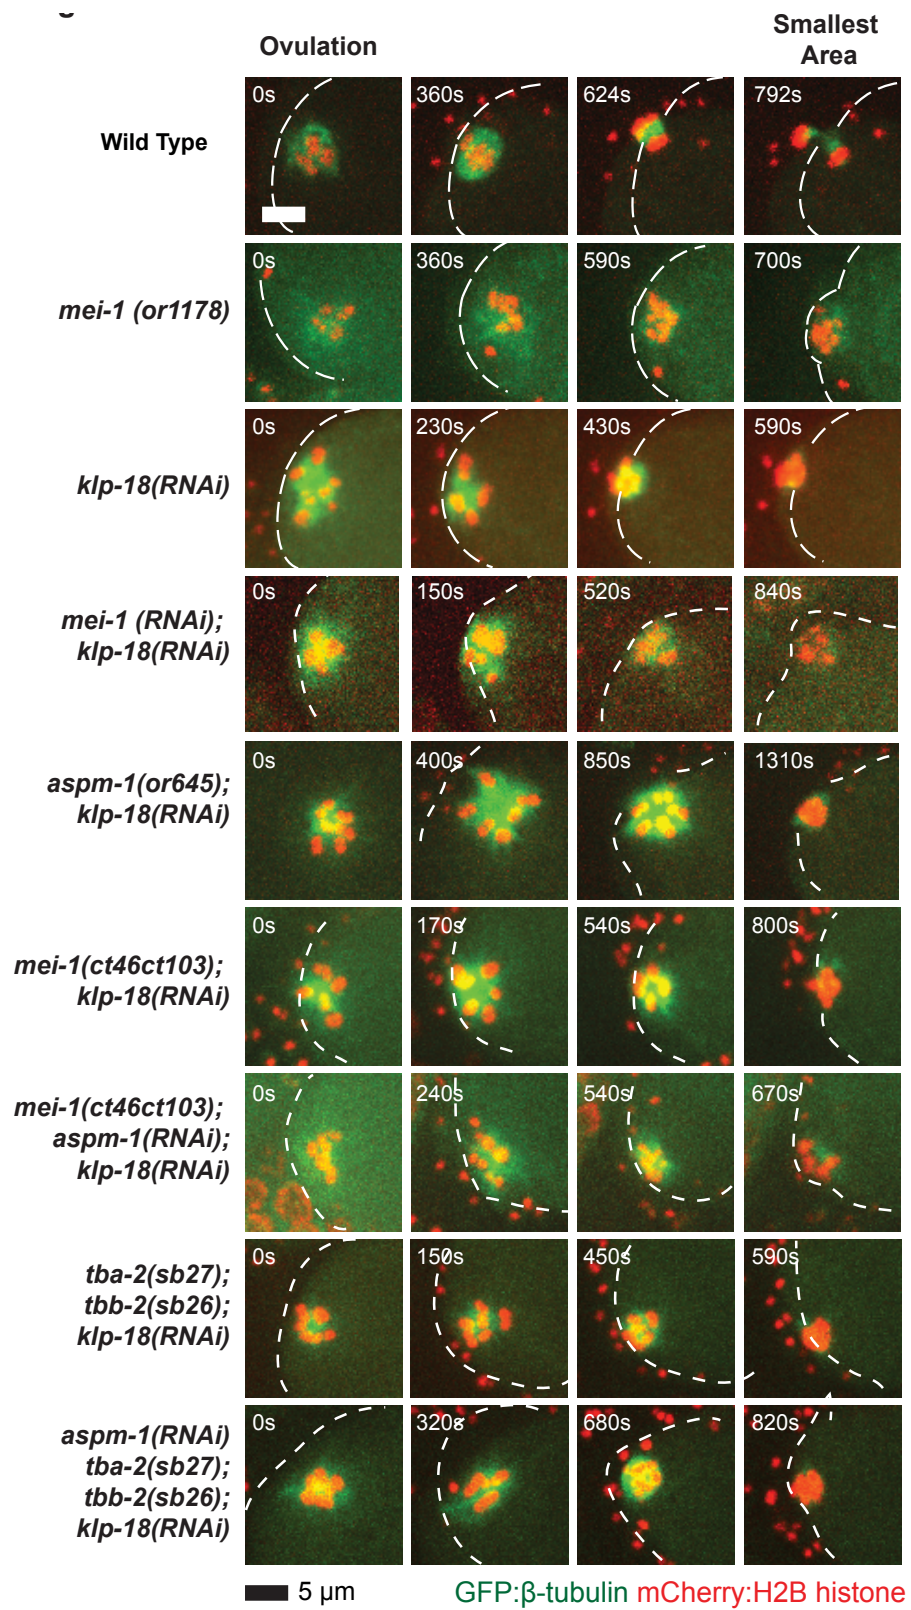 Ovulation
Smallest
Area
Wild Type
0s
360s
624s
792s
mei-1 (or1178)
0s
360s
590s
700s
klp-18(RNAi)
0s
230s
430s
590s
mei-1 (RNAi);
klp-18(RNAi)
0s
150s
520s
840s
aspm-1(or645);
klp-18(RNAi)
0s
400s
850s
1310s
mei-1(ct46ct103);
klp-18(RNAi)
0s
170s
540s
800s
mei-1(ct46ct103);
aspm-1(RNAi);
klp-18(RNAi)
0s
240s
540s
670s
tba-2(sb27);
tbb-2(sb26);
klp-18(RNAi)
0s
150s
450s
590s
aspm-1(RNAi)
tba-2(sb27);
tbb-2(sb26);
klp-18(RNAi)
0s
320s
680s
820s
5 µm
GFP:β-tubulin mCherry:H2B histone